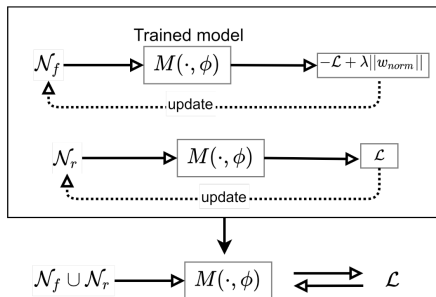 Trained model
𝒩_f M(·, ϕ) −ℒ + λ||w_norm||
update
𝒩_r M(·, ϕ) ℒ
update
𝒩_f ∪ 𝒩_r M(·, ϕ) ℒ